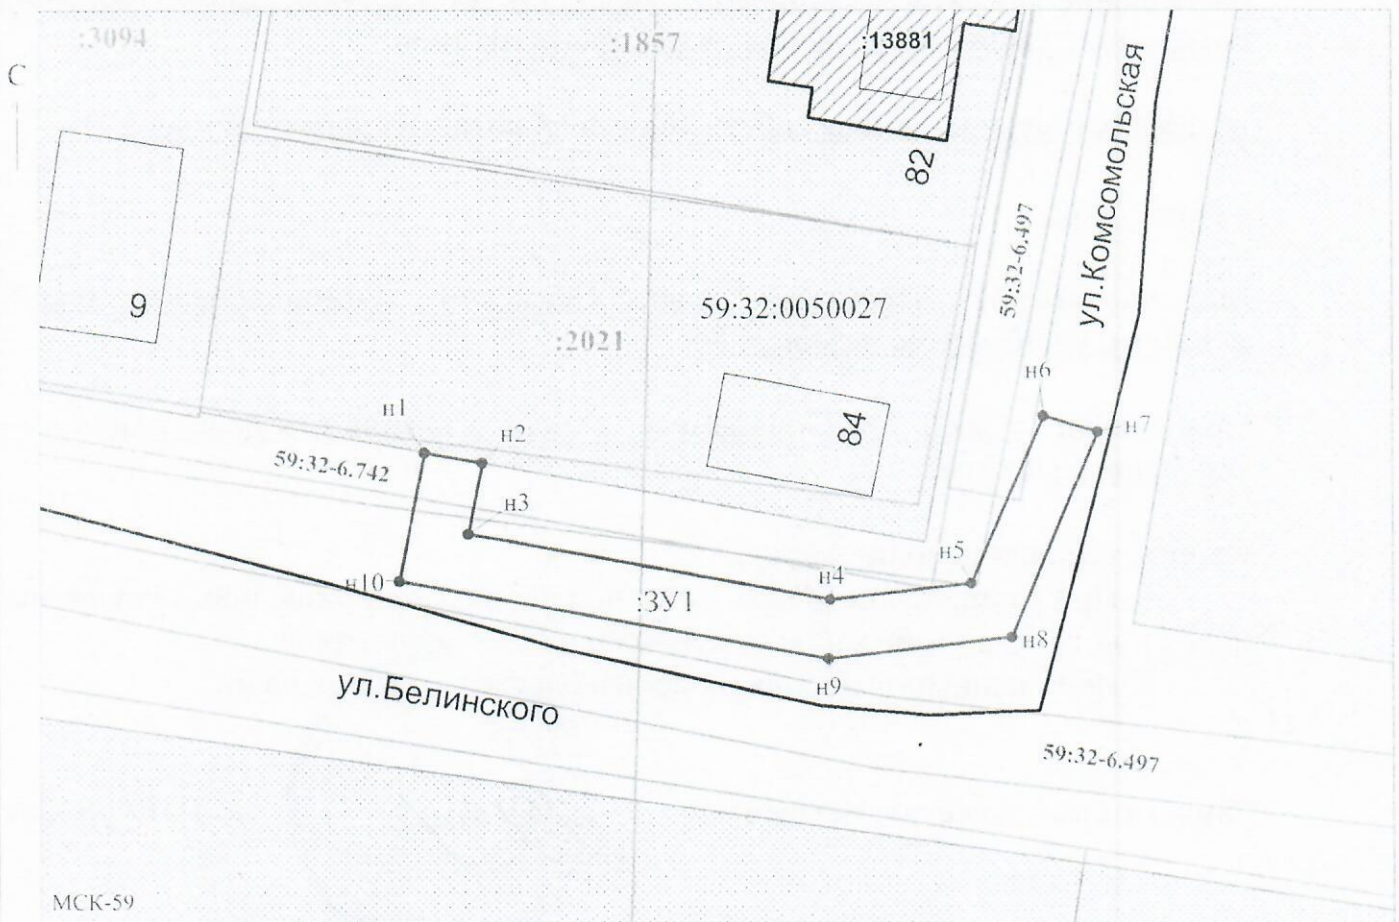 :3094
:1857
:13881
С
ул.Комсомольская
82
59:32-6.497
9
59:32:0050027
:2021
н6
н1
н7
84
н2
59:32-6.742
н3
н5
н4
н10
:ЗУ1
н8
н9
ул.Белинского
59:32-6.497
МСК-59